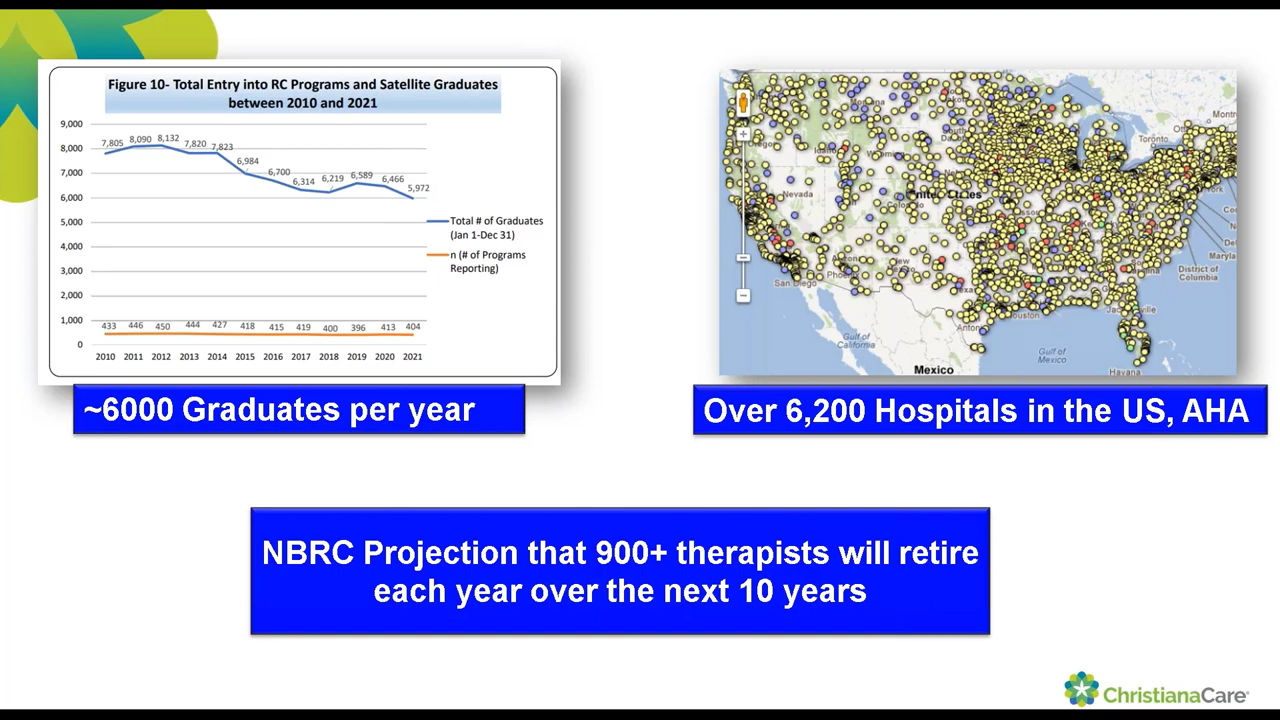 Figure 10- Total Entry into RC Programs and Satellite Graduates
between 2010 and 2021
9,000
8,000
7,000
6,000
5,000
4,000
3,000
2,000
1,000
0
7,805 8,090 8,132 7,820 7,823 6,984 6,700 6,314 6,219 6,589 6,466 5,972
Total # of Graduates
(Jan 1-Dec 31)
n (# of Programs
Reporting)
433 446 450 444 427 418 415 419 400 396 413 404
2010 2011 2012 2013 2014 2015 2016 2017 2018 2019 2020 2021
~6000 Graduates per year
Toronto
Nevada
United States
San Diego
District of
Columbia
Gulf of
California
Gulf of
Mexico
Mexico
Havana
Over 6,200 Hospitals in the US, AHA
NBRC Projection that 900+ therapists will retire
each year over the next 10 years
ChristianaCare